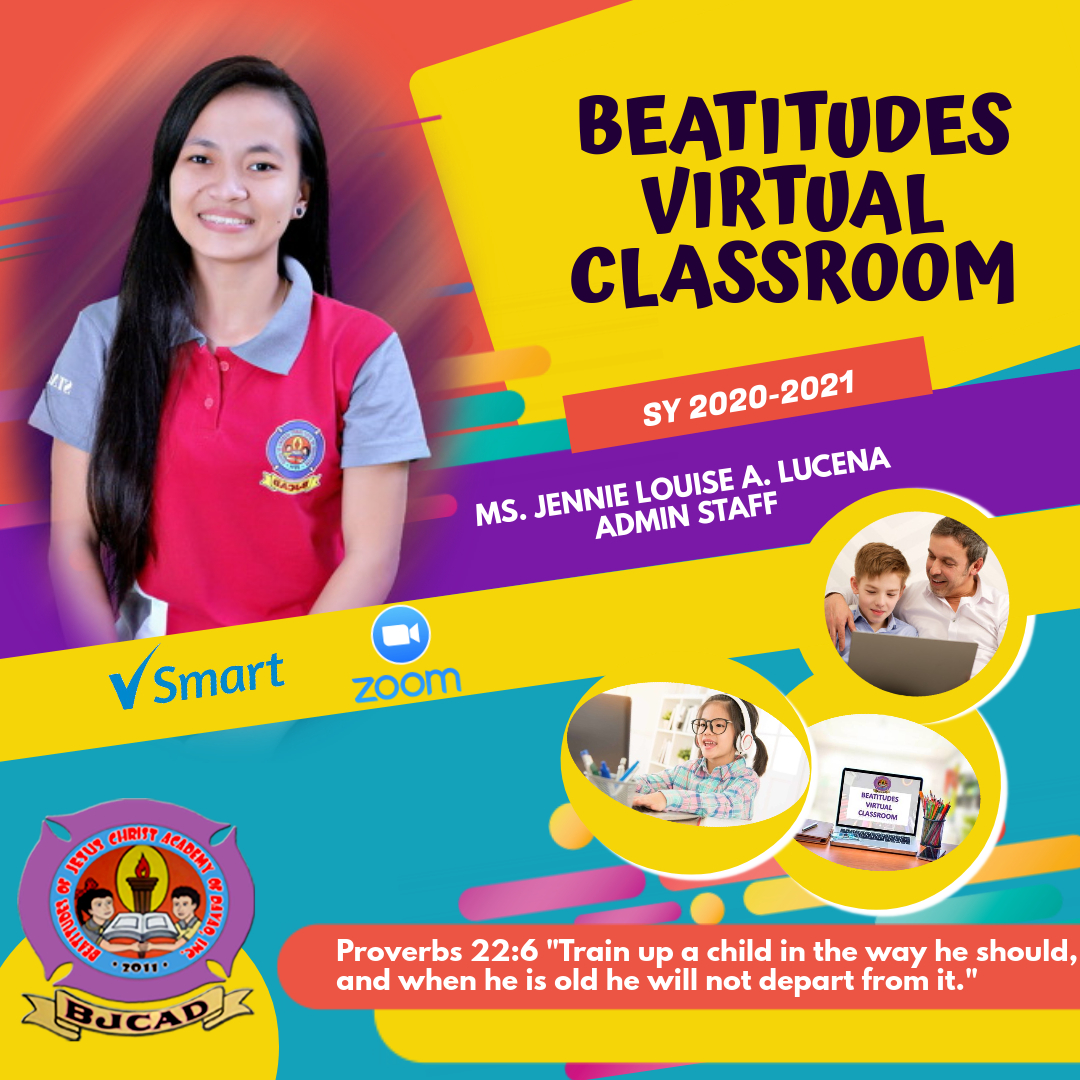 BEATITUDES
VIRTUAL
CLASSROOM
SY 2020-2021
MS. JENNIE LOUISE A. LUCENA
ADMIN STAFF
Smart
zoom
BEATITUDES
VIRTUAL
CLASSROOM
BEATITUDES OF JESUS CHRIST ACADEMY OF DAVAO, INC.
2011
BJCAD
Proverbs 22:6 "Train up a child in the way he should,
and when he is old he will not depart from it."